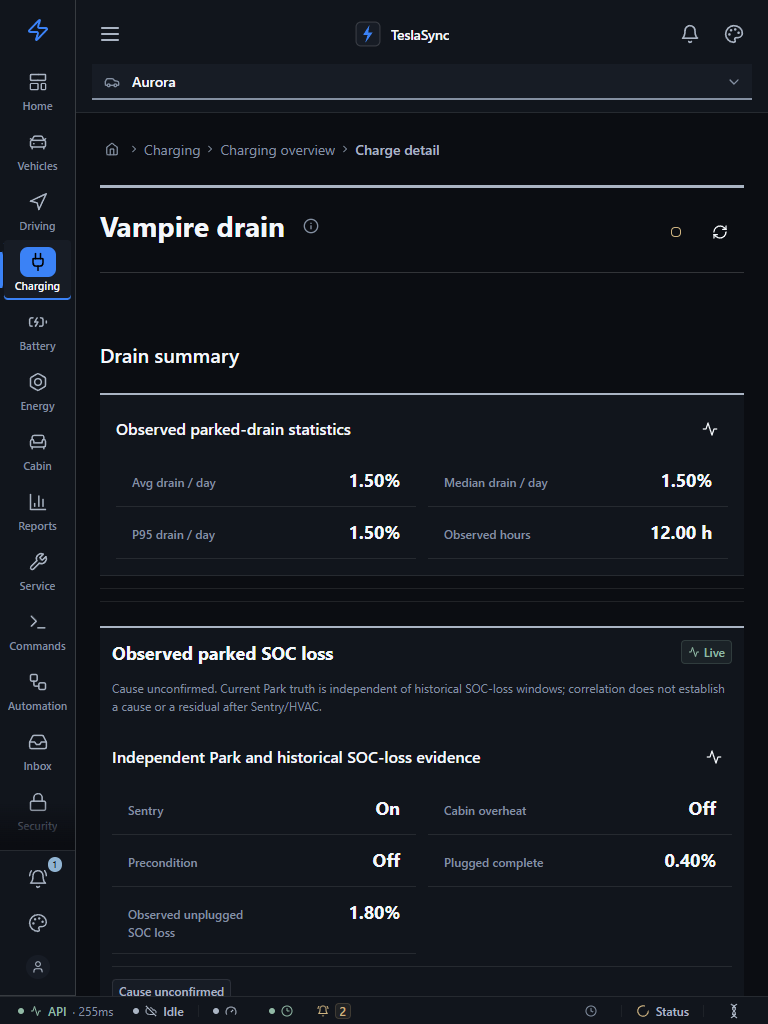 TeslaSync
Aurora
Home
Vehicles
Driving
Charging
Battery
Energy
Cabin
Reports
Service
Commands
Automation
Inbox
Security
1
Charging
Charging overview
Charge detail
Vampire drain
Drain summary
Observed parked-drain statistics
Avg drain / day 1.50%
Median drain / day 1.50%
P95 drain / day 1.50%
Observed hours 12.00 h
Observed parked SOC loss
Live
Cause unconfirmed. Current Park truth is independent of historical SOC-loss windows; correlation does not establish
a cause or a residual after Sentry/HVAC.
Independent Park and historical SOC-loss evidence
Sentry On
Cabin overheat Off
Precondition Off
Plugged complete 0.40%
Observed unplugged 1.80%
SOC loss
Cause unconfirmed
API · 255ms
Idle
2
Status